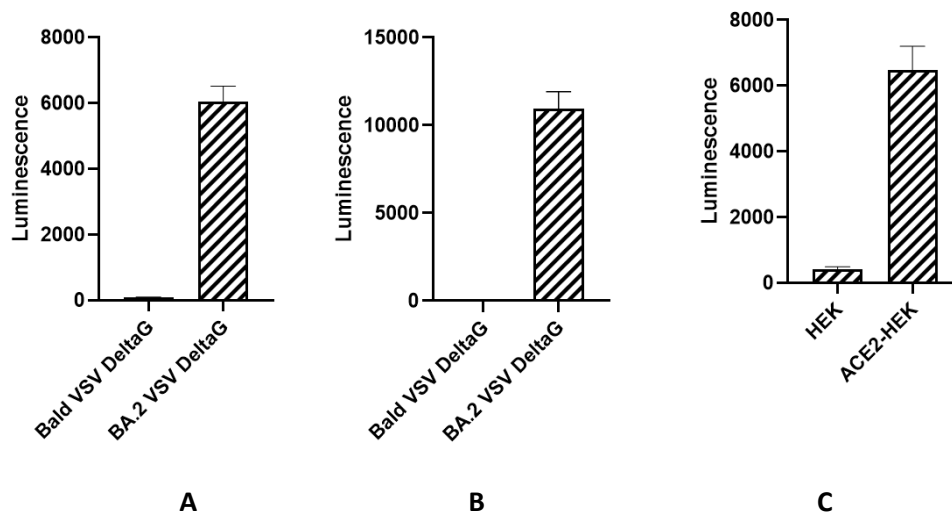 8000
6000
4000
2000
0
Luminescence
Bald VSV DeltaG
BA.2 VSV DeltaG
A
15000
10000
5000
0
Luminescence
Bald VSV DeltaG
BA.2 VSV DeltaG
B
8000
6000
4000
2000
0
Luminescence
HEK
ACE2-HEK
C